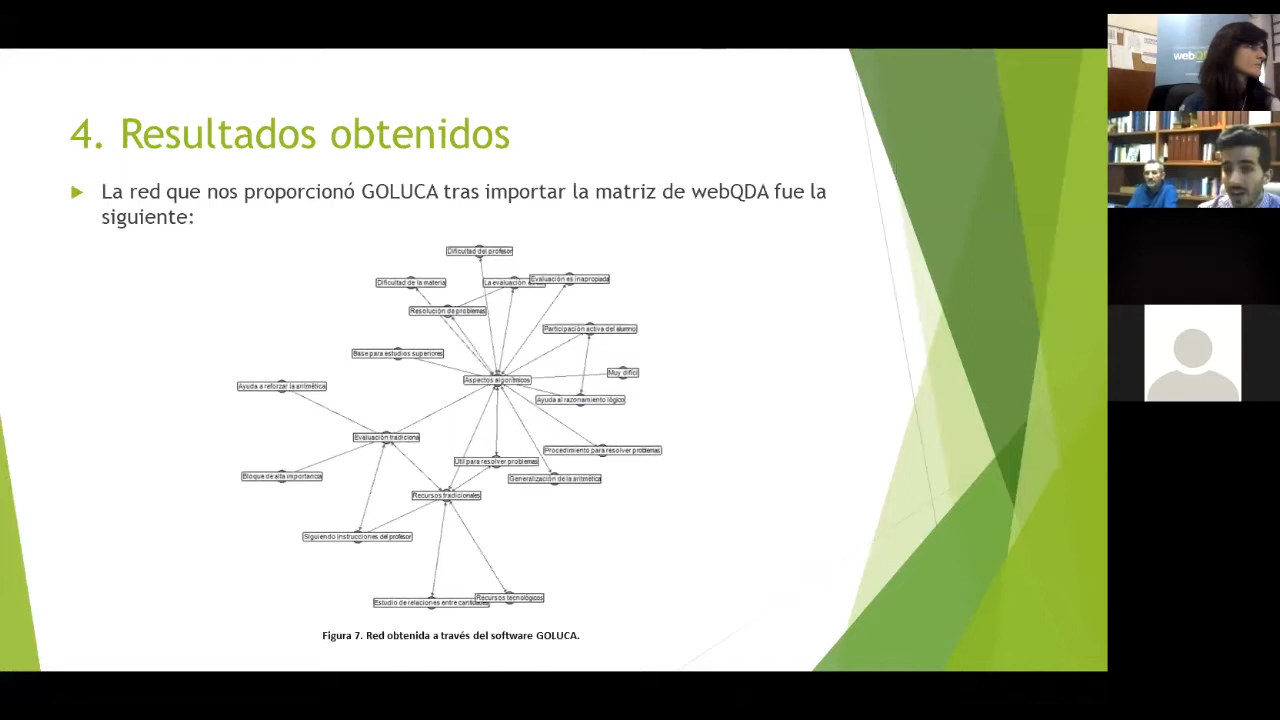 4. Resultados obtenidos
La red que nos proporcionó GOLUCA tras importar la matriz de webQDA fue la
siguiente:
Dificultad del profesor
Dificultad de la materia
La evaluación
Evaluación es inapropiada
Resolución de problemas
Participación activa del alumno
Base para estudios superiores
Muy difícil
Aspectos algorítmicos
Ayuda a reforzar la aritmética
Ayuda al razonamiento lógico
Evaluación tradicional
Procedimiento para resolver problemas
Util para resolver problemas
Bloque de alta importancia
Generalización de la aritmética
Recursos tradicionales
Siguiendo instrucciones del profesor
Estudio de relaciones entre cantidades
Recursos tecnológicos
Figura 7. Red obtenida a través del software GOLUCA.